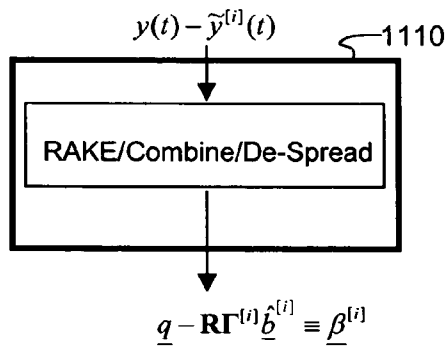 y(t) − ỹ^[i](t)
1110
RAKE/Combine/De-Spread
q − RΓ^[i] b̂^[i] ≡ β^[i]